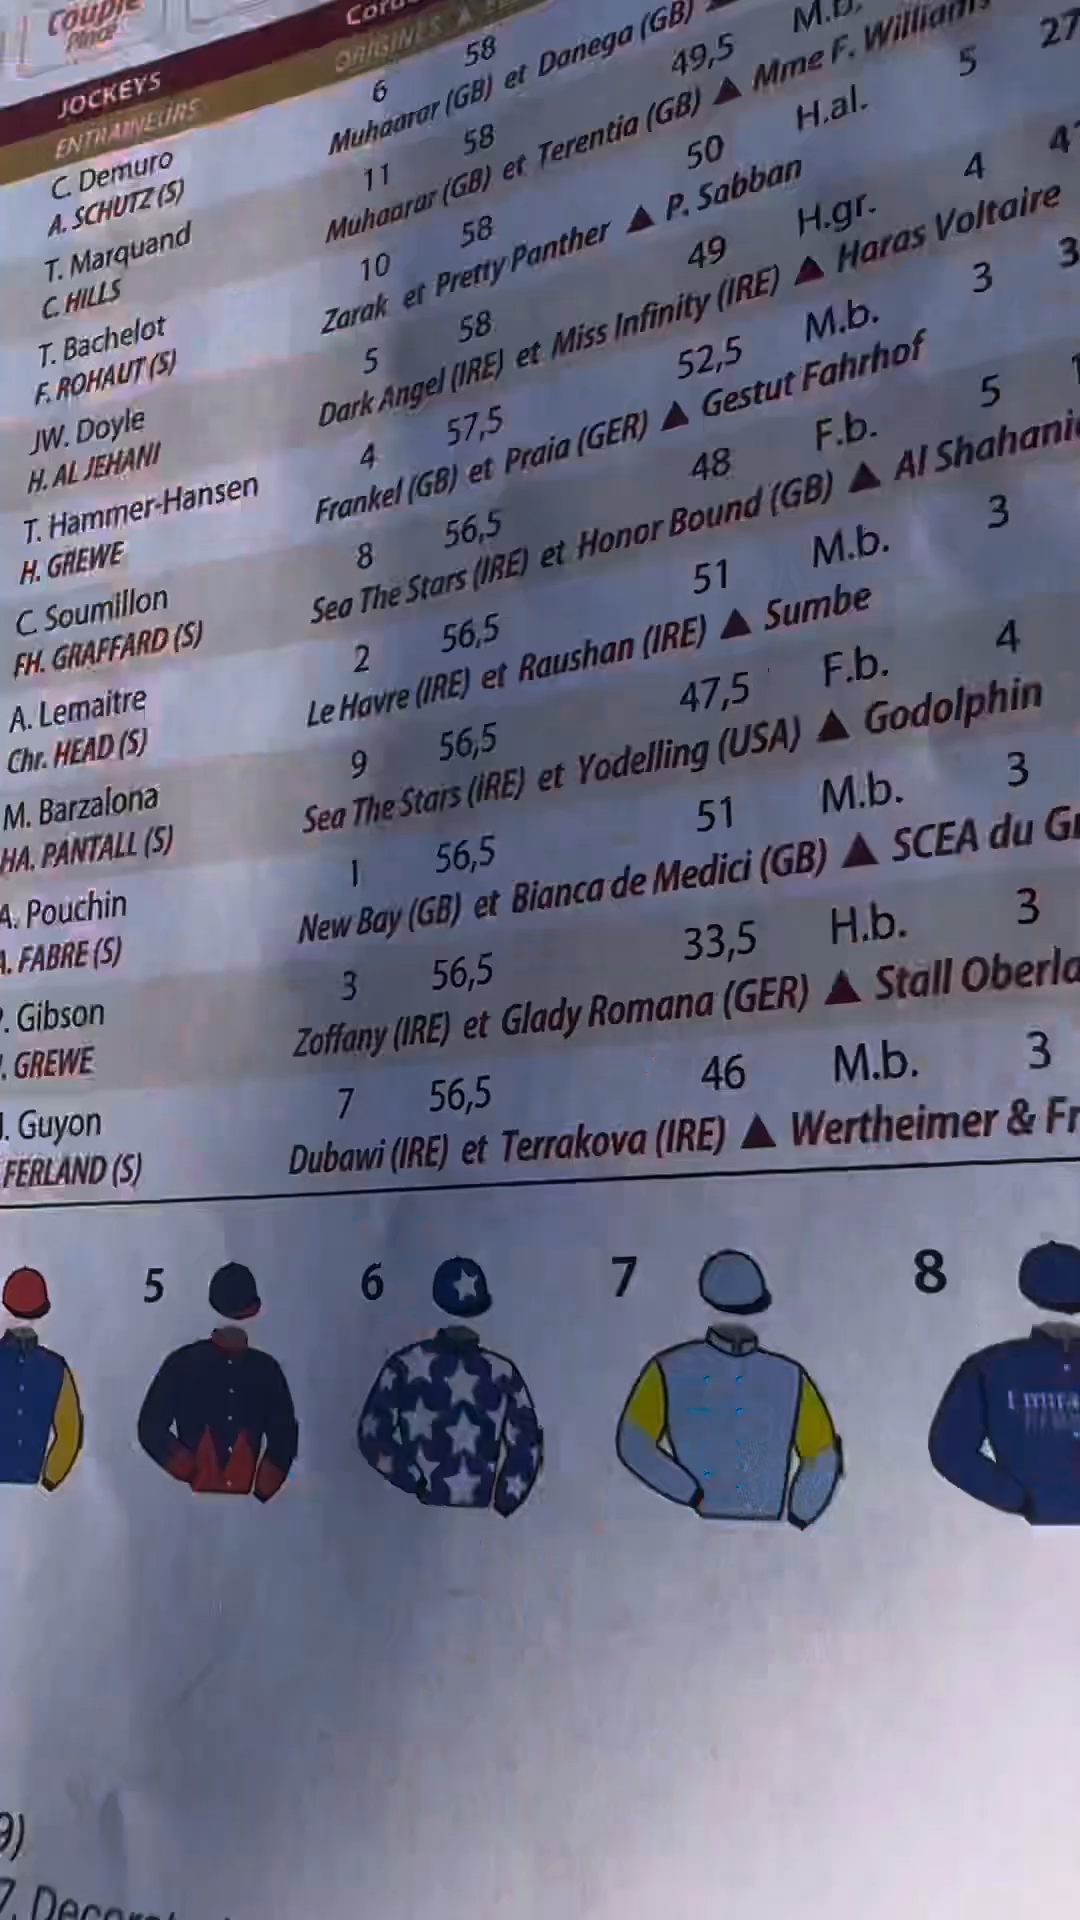 Couplé
Placé
JOCKEYS
ENTRAINEURS
ORIGINES ▲
C. Demuro 6 58 49,5
A. SCHUTZ (S) Muhaarar (GB) et Danega (GB)
T. Marquand 11 58 50 H.al. 5 27
C. HILLS Muhaarar (GB) et Terentia (GB) ▲ Mme F. Williams
T. Bachelot 10 58 49 H.gr. 4
F. ROHAUT (S) Zarak et Pretty Panther ▲ P. Sabban
JW. Doyle 5 58 52,5 M.b. 3
H. AL JEHANI Dark Angel (IRE) et Miss Infinity (IRE) ▲ Haras Voltaire
T. Hammer-Hansen 4 57,5 48 F.b. 5
H. GREWE Frankel (GB) et Praia (GER) ▲ Gestut Fahrhof
C. Soumillon 8 56,5 51 M.b. 3
FH. GRAFFARD (S) Sea The Stars (IRE) et Honor Bound (GB) ▲ Al Shahani
A. Lemaitre 2 56,5 47,5 F.b. 4
Chr. HEAD (S) Le Havre (IRE) et Raushan (IRE) ▲ Sumbe
M. Barzalona 9 56,5 51 M.b. 3
HA. PANTALL (S) Sea The Stars (IRE) et Yodelling (USA) ▲ Godolphin
A. Pouchin 1 56,5 33,5 H.b. 3
A. FABRE (S) New Bay (GB) et Bianca de Medici (GB) ▲ SCEA du
. Gibson 3 56,5 46 M.b. 3
. GREWE Zoffany (IRE) et Glady Romana (GER) ▲ Stall Oberl
. Guyon 7 56,5
FERLAND (S) Dubawi (IRE) et Terrakova (IRE) ▲ Wertheimer & Fr
5 6 7 8
9)